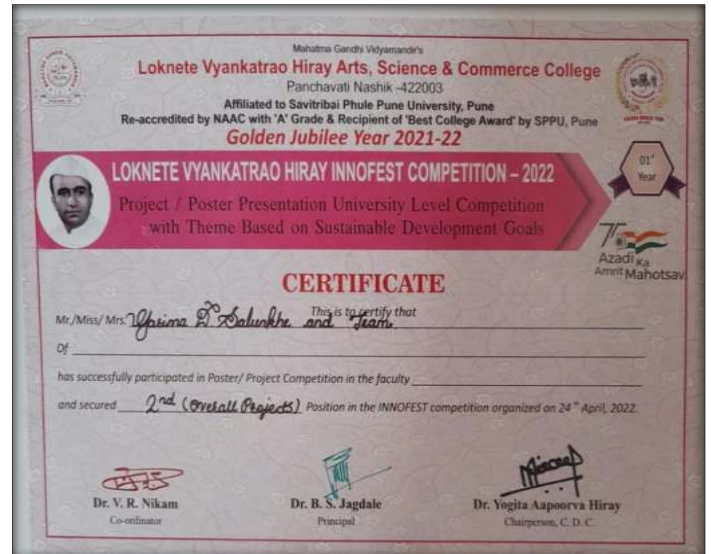 Mahatma Gandhi Vidyamande's
Loknete Vyankatrao Hiray Arts, Science & Commerce College
Panchavati Nashik -422003
Affiliated to Savitribai Phule Pune University, Pune
Re-accredited by NAAC with 'A' Grade & Recipient of 'Best College Award' by SPPU, Pune
Golden Jubilee Year 2021-22
LOKNETE VYANKATRAO HIRAY INNOFEST COMPETITION – 2022
01st
Year
Project / Poster Presentation University Level Competition
with Theme Based on Sustainable Development Goals
75
Azadi Ka
Amrit Mahotsav
CERTIFICATE
This is to certify that
Mr./Miss/ Mrs. D. Salunkhe and Team.
Of
has successfully participated in Poster/ Project Competition in the faculty
and secured 2nd (Overall Projects) Position in the INNOFEST competition organized on 24th April, 2022.
Dr. V. R. Nikam
Dr. B. S. Jagdale
Dr. Yogita Aapoorva Hiray
Co-ordinator
Principal
Chairperson, C. D. C.